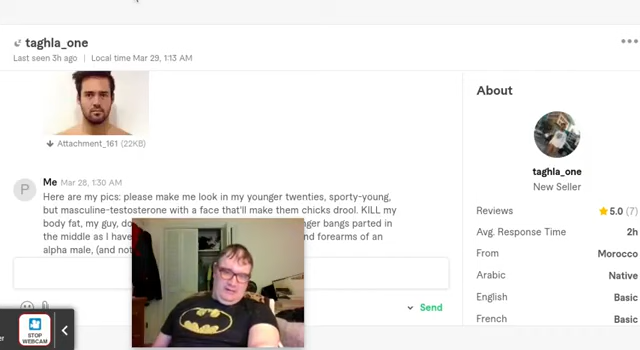 taghla_one
Last seen 3h ago | Local time Mar 29, 1:13 AM
Attachment_161 (22KB)
P
Me Mar 28, 1:30 AM
Here are my pics: please make me look in my younger twenties, sporty-young,
but masculine-testosterone with a face that'll make them chicks drool. KILL my
body fat, my guy, bangs parted
in the middle as I have forearms of an
alpha male, (and
Send
STOP
WEBCAM
About
taghla_one
New Seller
Reviews 5.0 (7)
Avg. Response Time 2h
From Morocco
Arabic Native
English Basic
French Basic